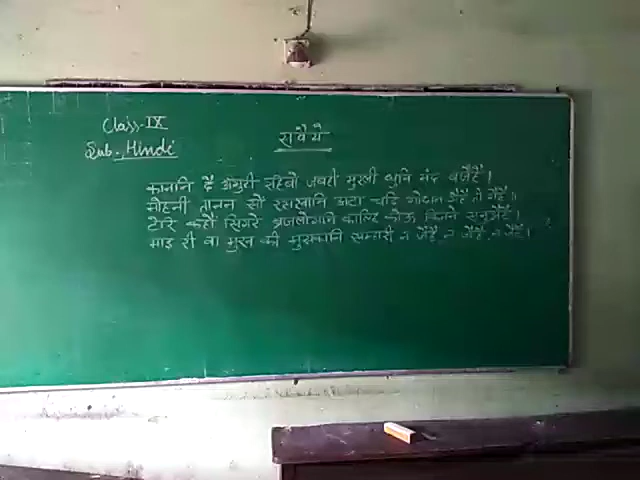 Class-IX
Sub. Hindi
सवैये
काननि दै अंगुरी रहिबो जबही मुरली धुनि मंद बजैहै।
मोहनी तानन सों रसखानि अटा चढि गोधन गैहै तौ गैहै॥
टेरि कहौं सिगरे ब्रजलोगनि काल्हि कोऊ कितनो समुझैहै।
माइ री वा मुख की मुसकानि सम्हारी न जैहै, न जैहै, न जैहै।